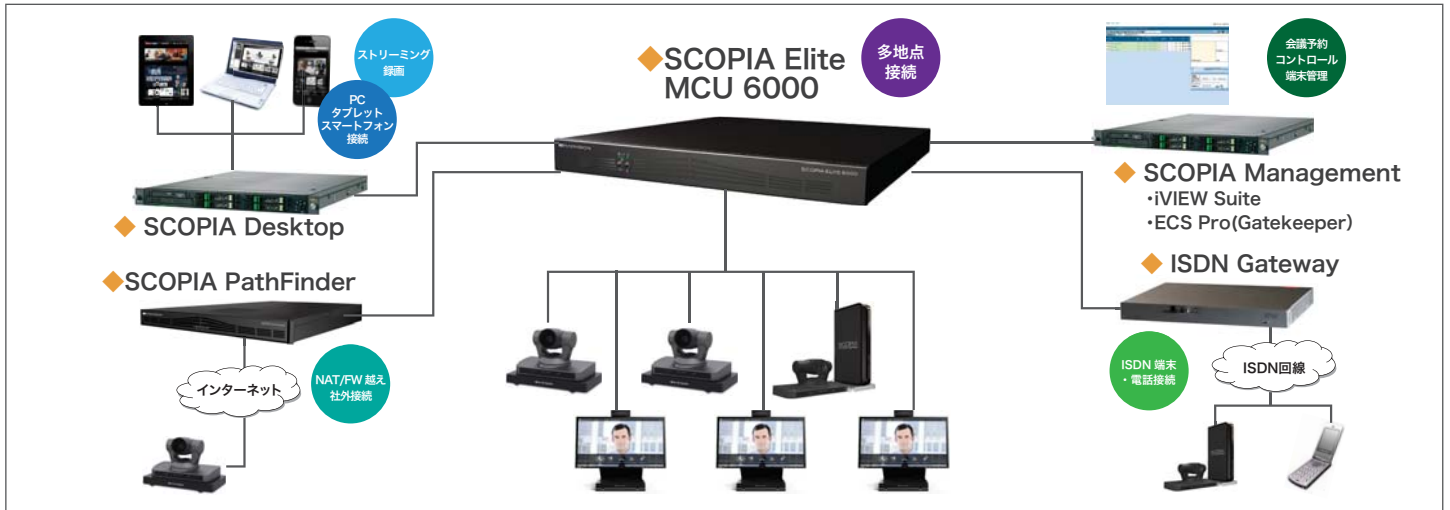 ストリーミング
録画
PC
タブレット
スマートフォン
接続
◆SCOPIA Desktop
◆SCOPIA PathFinder
インターネット
NAT/FW 越え
社外接続
◆SCOPIA Elite
MCU 6000
多地点
接続
SCOPIA ELITE 6000
会議予約
コントロール
端末管理
◆ SCOPIA Management
・iVIEW Suite
・ECS Pro(Gatekeeper)
◆ ISDN Gateway
ISDN 端末
・電話接続
ISDN回線